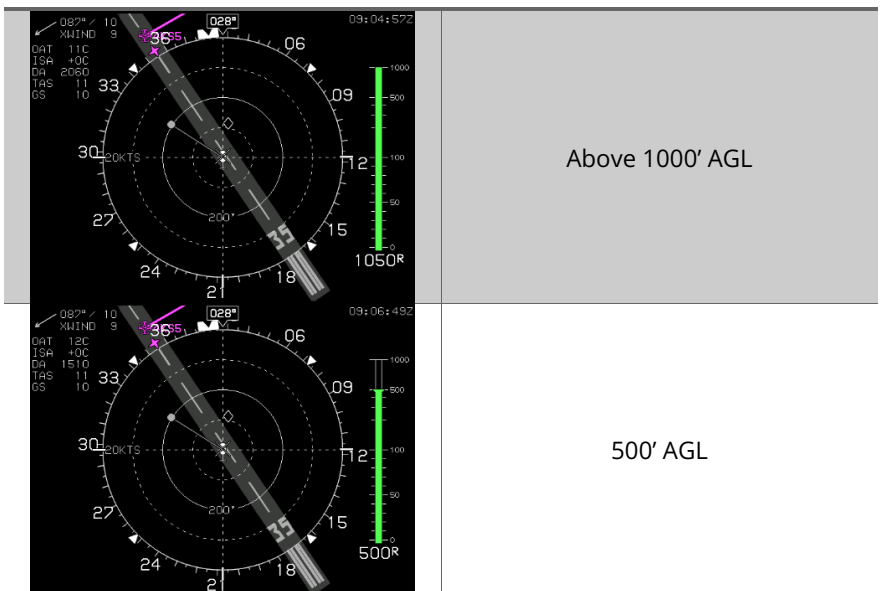 087° / 10
XWIND 9
OAT 11C
ISA +0C
DA 2060
TAS 11
GS 10
028°
09:04:57Z
36
06
33
09
30
20KTS
12
27
15
200'
35
24
18
21
1000
500
100
50
0
1050R
Above 1000’ AGL
087° / 10
XWIND 9
OAT 12C
ISA +0C
DA 1510
TAS 11
GS 10
028°
09:06:49Z
36
06
33
09
30
20KTS
12
27
15
200'
35
24
18
21
1000
500
100
50
0
500R
500’ AGL